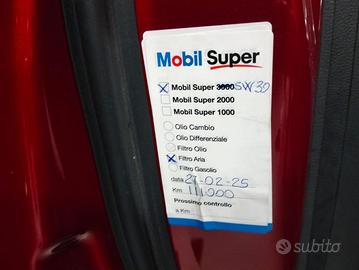 Mobil Super
Mobil Super 3000 5W30
Mobil Super 2000
Mobil Super 1000
Olio Cambio
Olio Differenziale
Filtro Olio
Filtro Aria
Filtro Gasolio
data 27-02-25
Km 111000
Prossimo controllo
a Km
subito